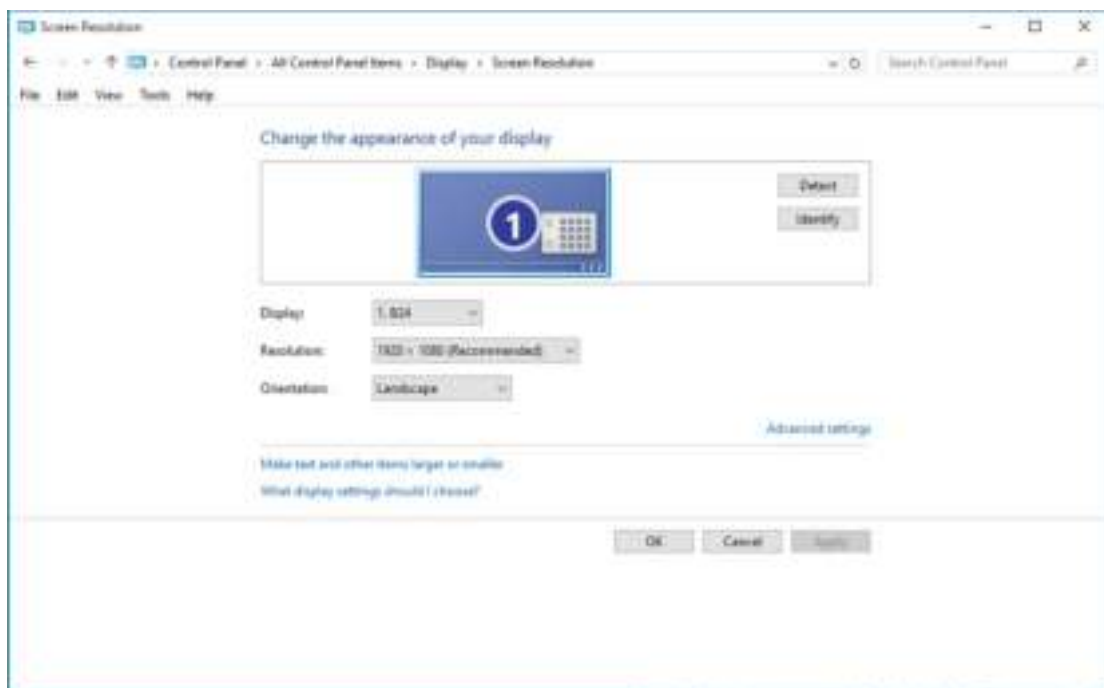 Screen Resolution
Control Panel › All Control Panel Items › Display › Screen Resolution
Search Control Panel
File Edit View Tools Help
Change the appearance of your display
1
Detect
Identify
Display: 1. B24
Resolution: 1920 × 1080 (Recommended)
Orientation: Landscape
Advanced settings
Make text and other items larger or smaller
What display settings should I choose?
OK Cancel Apply